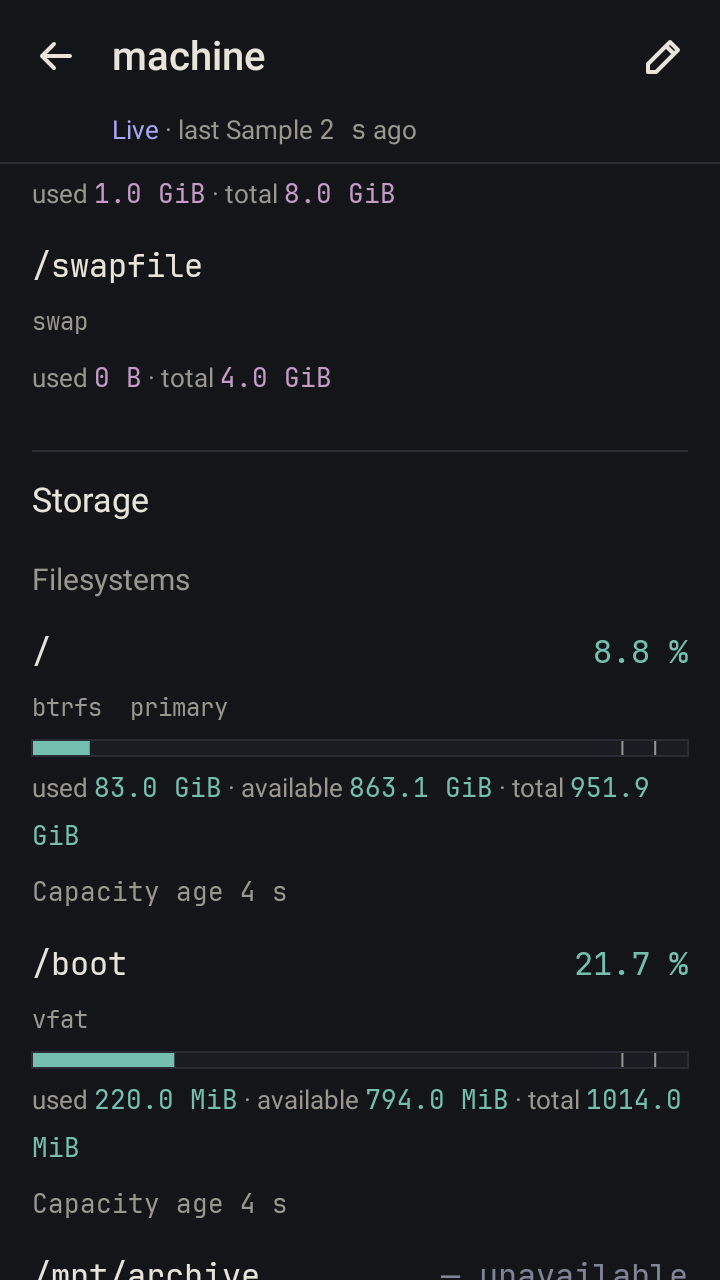 machine
Live · last Sample 2 s ago
used 1.0 GiB · total 8.0 GiB
/swapfile
swap
used 0 B · total 4.0 GiB
Storage
Filesystems
/ 8.8 %
btrfs primary
used 83.0 GiB · available 863.1 GiB · total 951.9
GiB
Capacity age 4 s
/boot 21.7 %
vfat
used 220.0 MiB · available 794.0 MiB · total 1014.0
MiB
Capacity age 4 s
/mnt/archive — unavailable